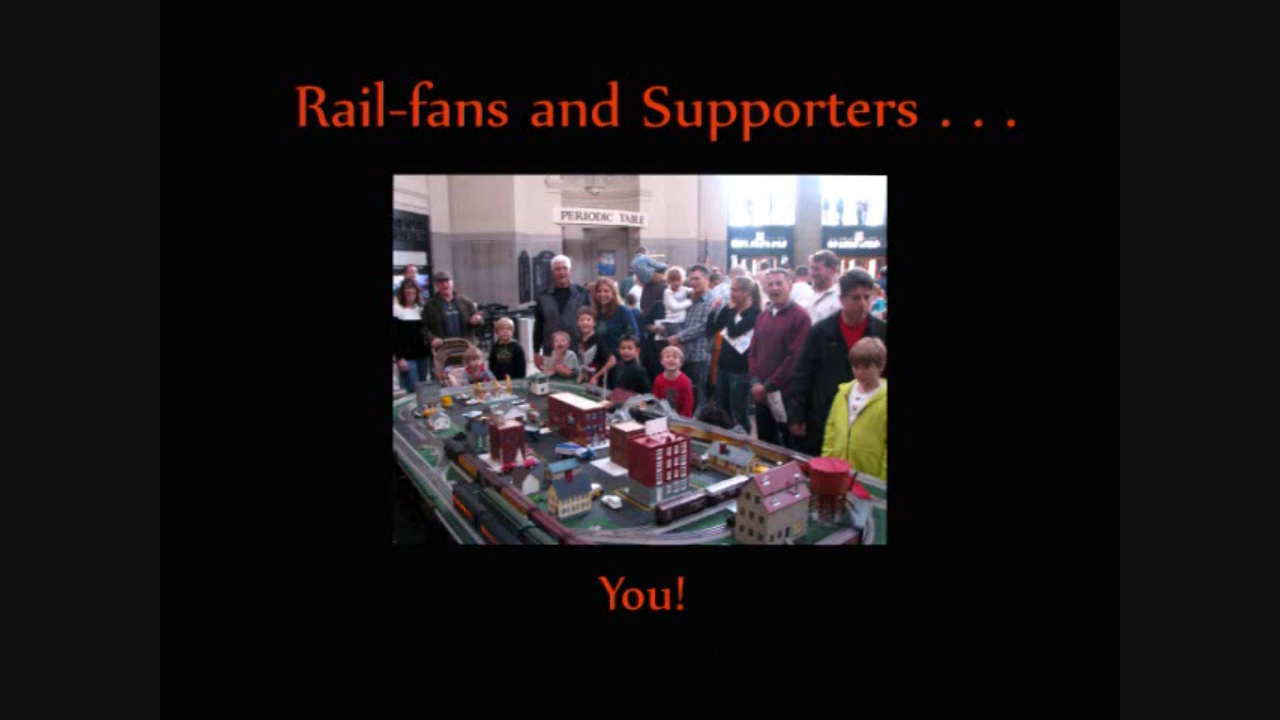 Rail-fans and Supporters . . .
PERIODIC TABLE
You!